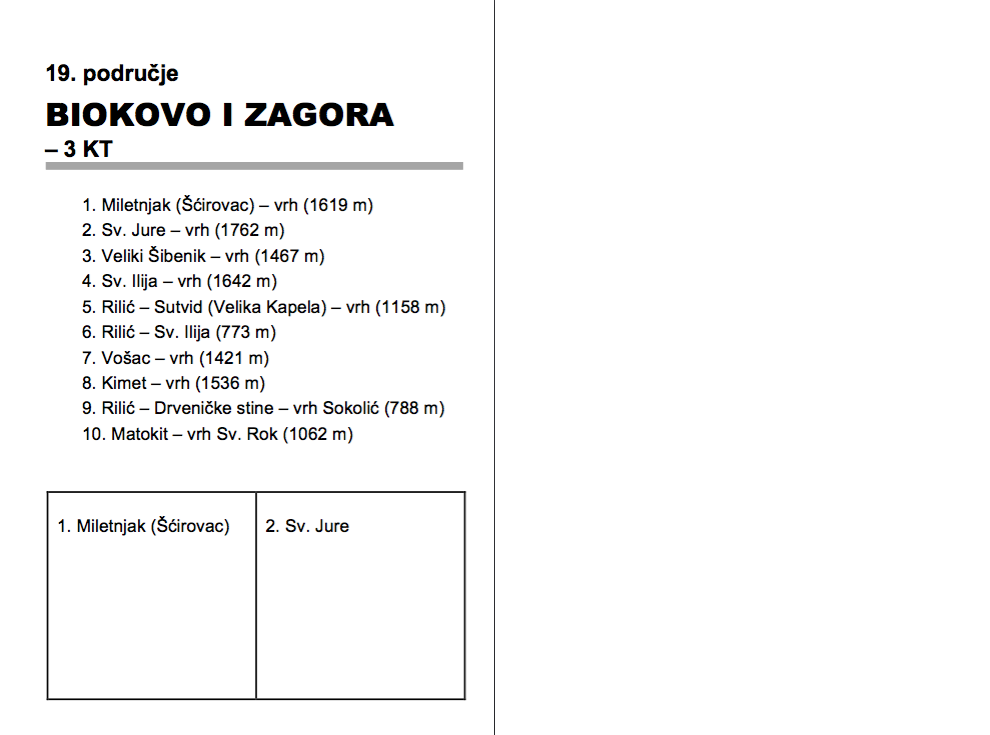 19. područje
BIOKOVO I ZAGORA
– 3 KT
1. Miletnjak (Šćirovac) – vrh (1619 m)
2. Sv. Jure – vrh (1762 m)
3. Veliki Šibenik – vrh (1467 m)
4. Sv. Ilija – vrh (1642 m)
5. Rilić – Sutvid (Velika Kapela) – vrh (1158 m)
6. Rilić – Sv. Ilija (773 m)
7. Vošac – vrh (1421 m)
8. Kimet – vrh (1536 m)
9. Rilić – Drveničke stine – vrh Sokolić (788 m)
10. Matokit – vrh Sv. Rok (1062 m)
1. Miletnjak (Šćirovac)
2. Sv. Jure